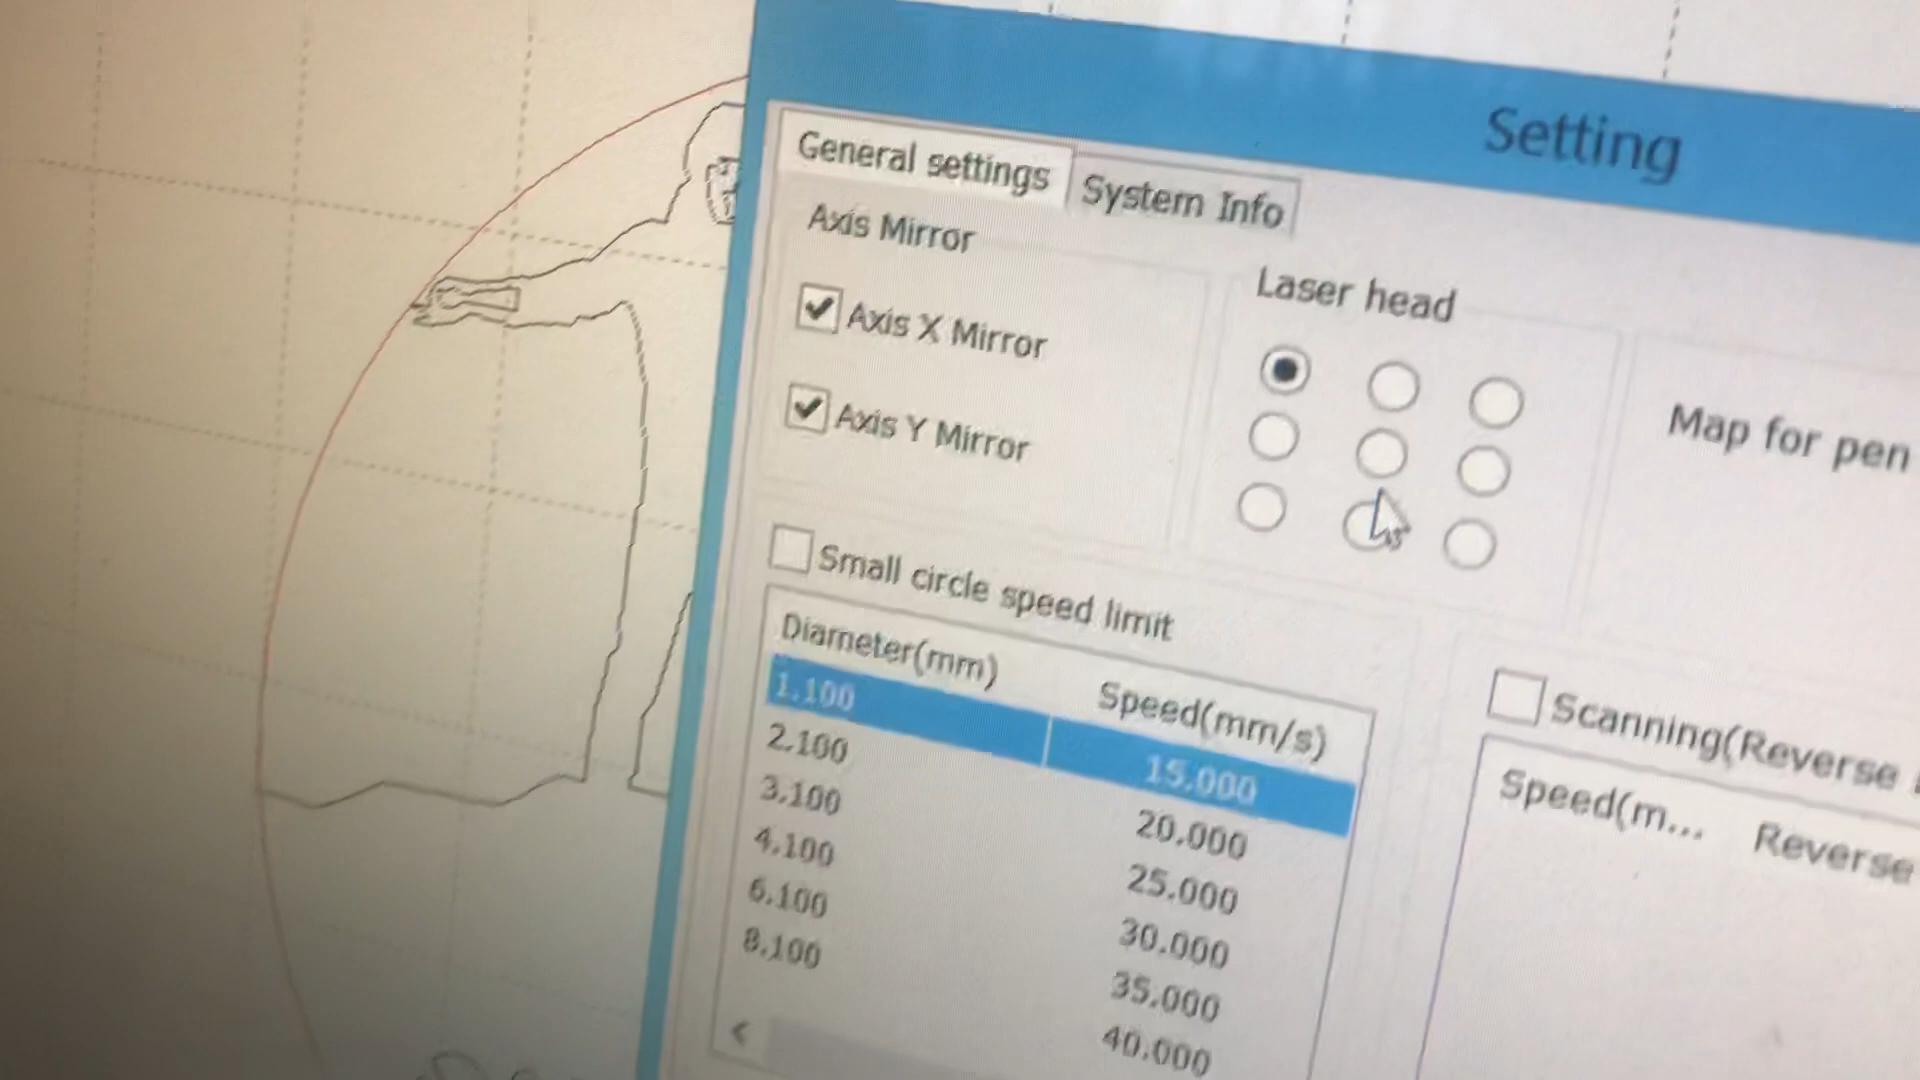 Setting
General settings
System Info
Axis Mirror
Axis X Mirror
Axis Y Mirror
Laser head
Map for pen
Small circle speed limit
Diameter(mm) Speed(mm/s)
1.100 15.000
2.100 20.000
3.100 25.000
4.100 30.000
6.100 35.000
8.100 40.000
Scanning(Reverse
Speed(m... Reverse